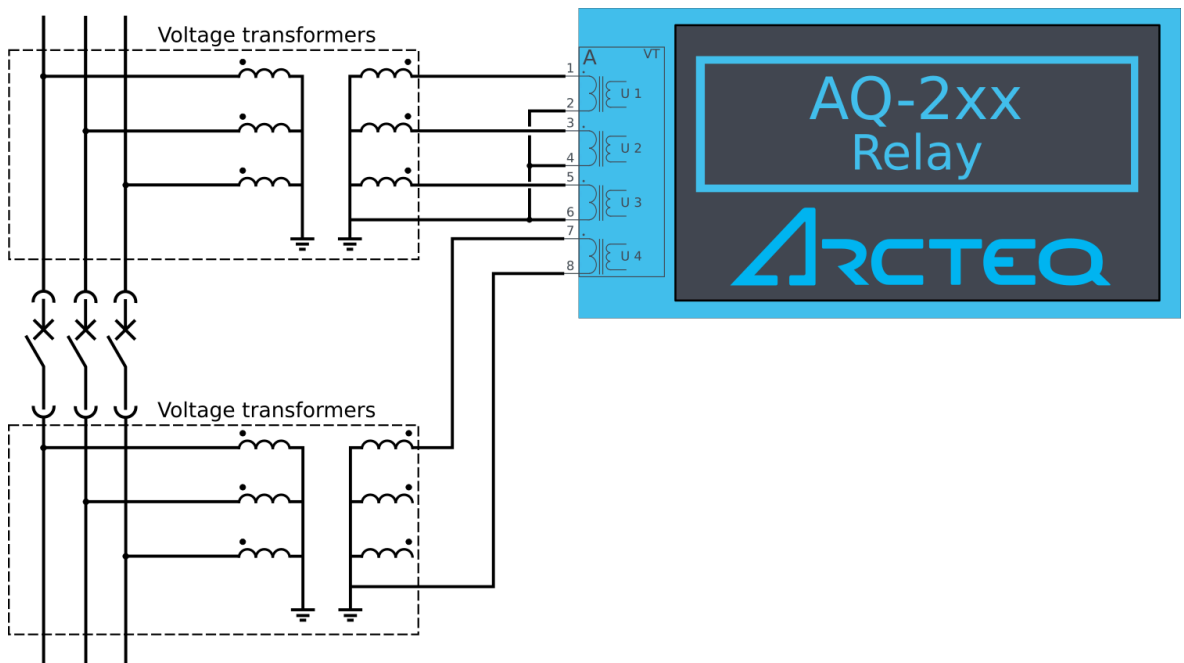 Voltage transformers
A
VT
1
2
3
4
5
6
7
8
U 1
U 2
U 3
U 4
AQ-2xx
Relay
ARCTEQ
Voltage transformers